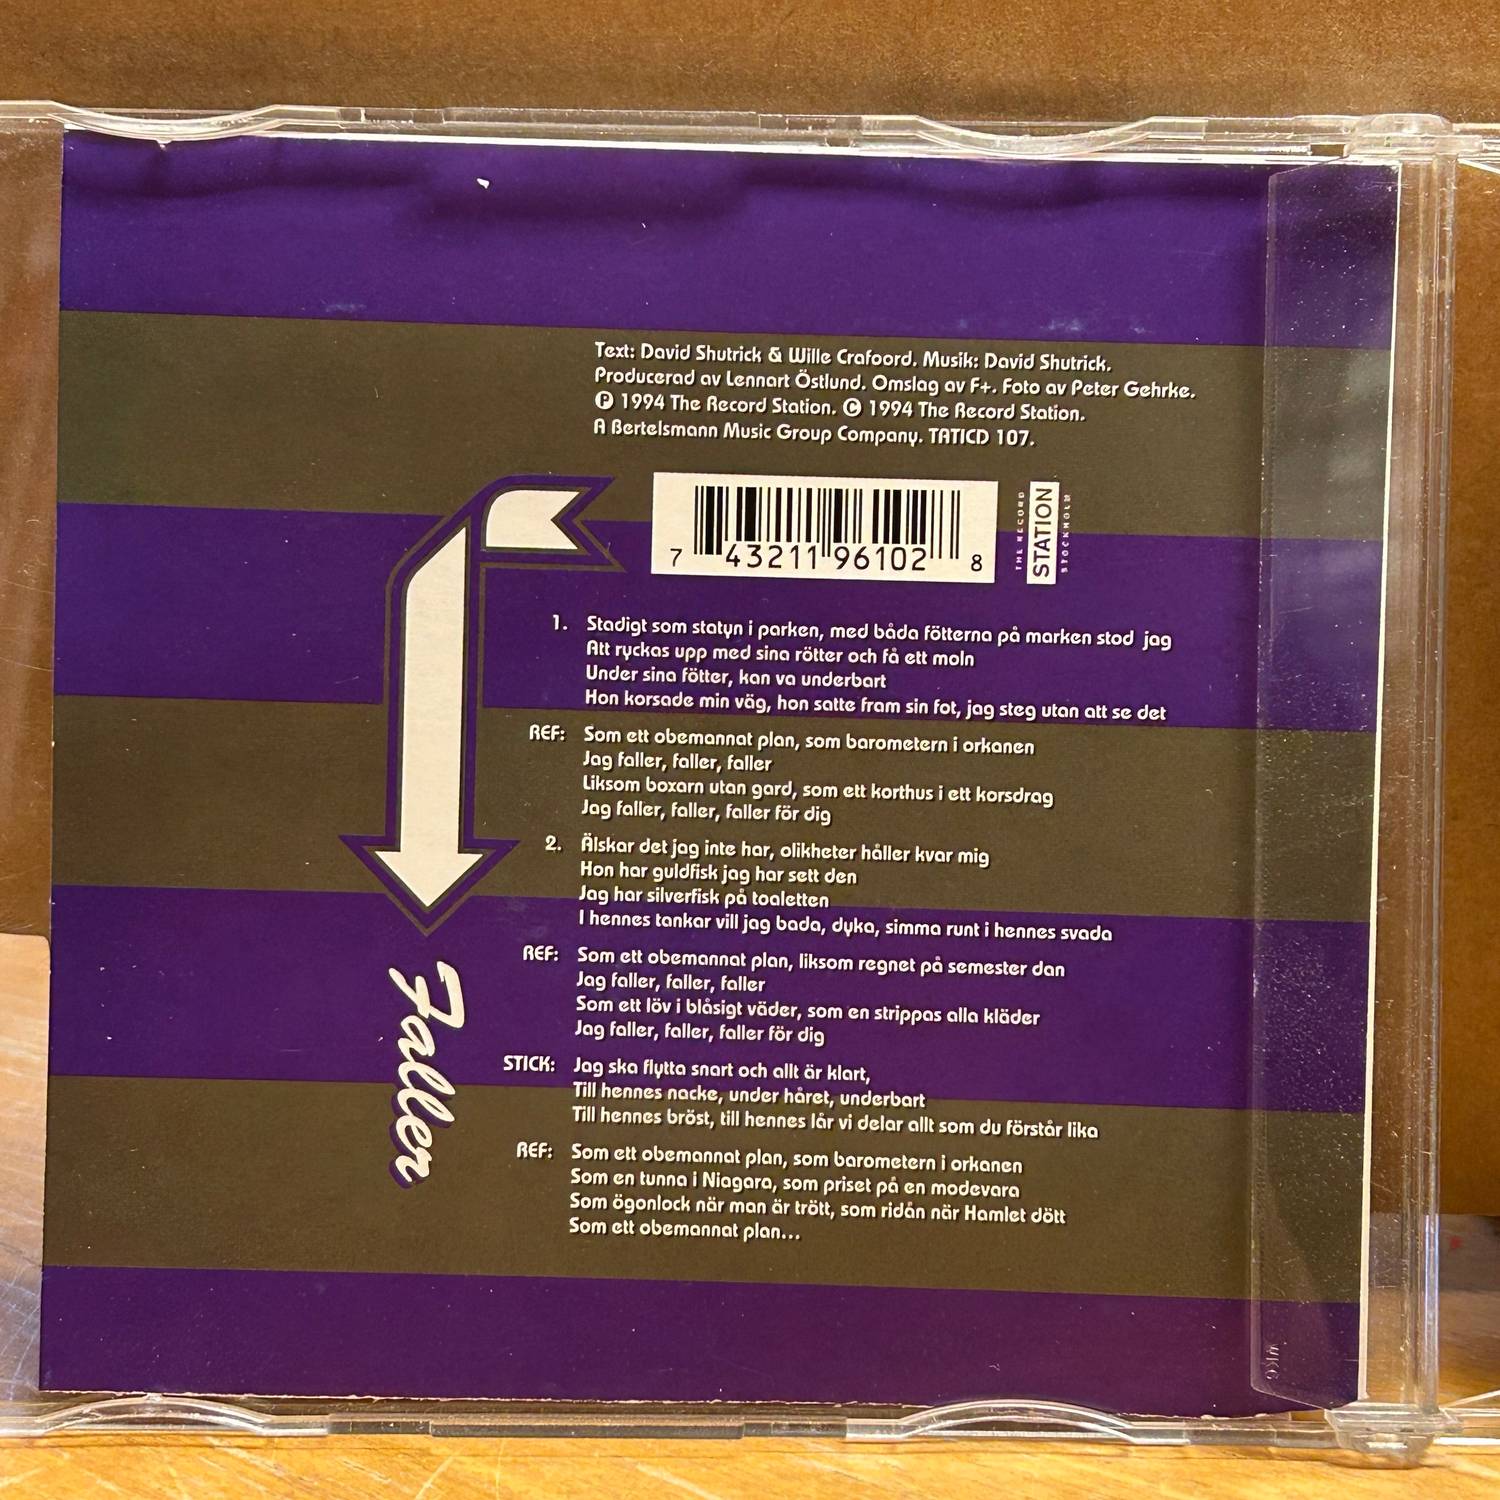 Text: David Shutrick & Wille Crafoord. Musik: David Shutrick.
Producerad av Lennart Östlund. Omslag av F+. Foto av Peter Gehrke.
Ⓟ 1994 The Record Station. © 1994 The Record Station.
A Bertelsmann Music Group Company. TATICD 107.
7 43211 96102 8
THE RECORD
STATION
STOCKHOLM
1. Stadigt som statyn i parken, med båda fötterna på marken stod jag
Att ryckas upp med sina rötter och få ett moln
Under sina fötter, kan va underbart
Hon korsade min väg, hon satte fram sin fot, jag steg utan att se det
REF: Som ett obemannat plan, som barometern i orkanen
Jag faller, faller, faller
Liksom boxarn utan gard, som ett korthus i ett korsdrag
Jag faller, faller, faller för dig
2. Älskar det jag inte har, olikheter håller kvar mig
Hon har guldfisk jag har sett den
Jag har silverfisk på toaletten
I hennes tankar vill jag bada, dyka, simma runt i hennes svada
REF: Som ett obemannat plan, liksom regnet på semester dan
Jag faller, faller, faller
Som ett löv i blåsigt väder, som en strippas alla kläder
Jag faller, faller, faller för dig
STICK: Jag ska flytta snart och allt är klart,
Till hennes nacke, under håret, underbart
Till hennes bröst, till hennes lår vi delar allt som du förstår lika
REF: Som ett obemannat plan, som barometern i orkanen
Som en tunna i Niagara, som priset på en modevara
Som ögonlock när man är trött, som ridån när Hamlet dött
Som ett obemannat plan...
Faller